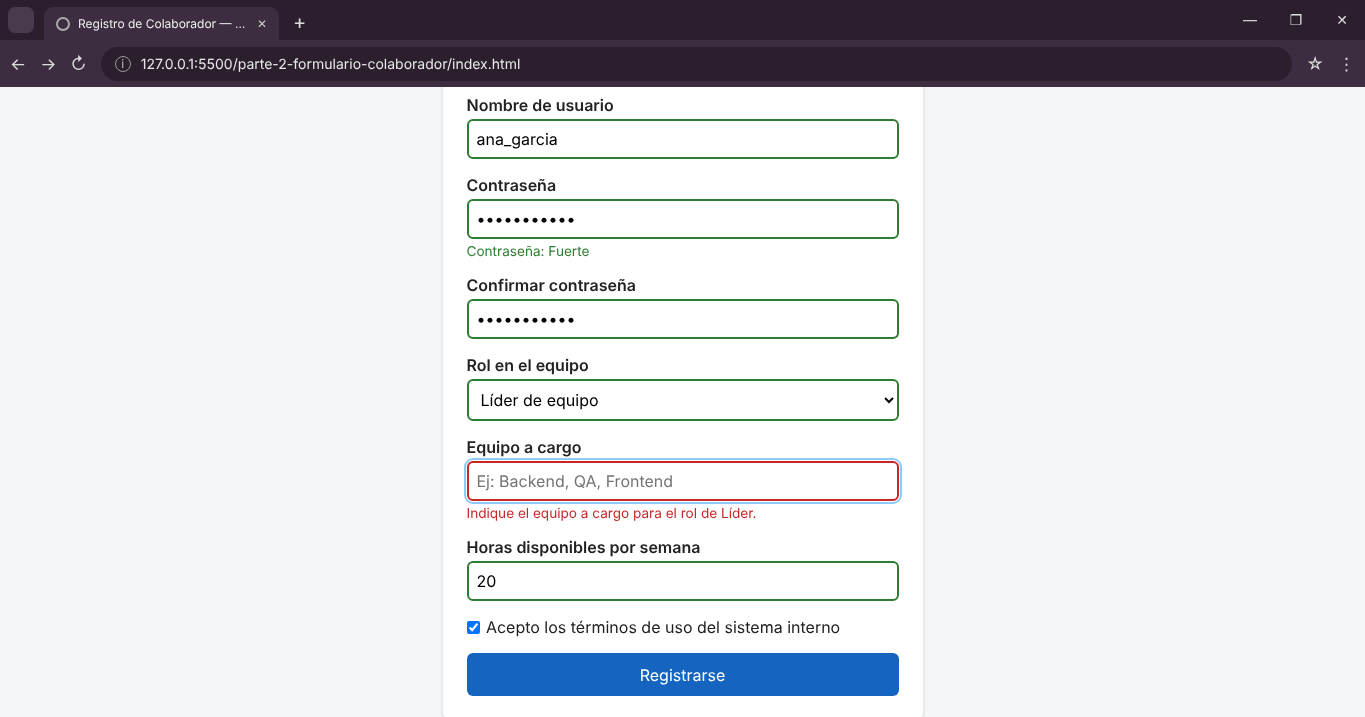 Registro de Colaborador — ...
127.0.0.1:5500/parte-2-formulario-colaborador/index.html
Nombre de usuario
ana_garcia
Contraseña
•••••••••••
Contraseña: Fuerte
Confirmar contraseña
•••••••••••
Rol en el equipo
Líder de equipo
Equipo a cargo
Ej: Backend, QA, Frontend
Indique el equipo a cargo para el rol de Líder.
Horas disponibles por semana
20
Acepto los términos de uso del sistema interno
Registrarse